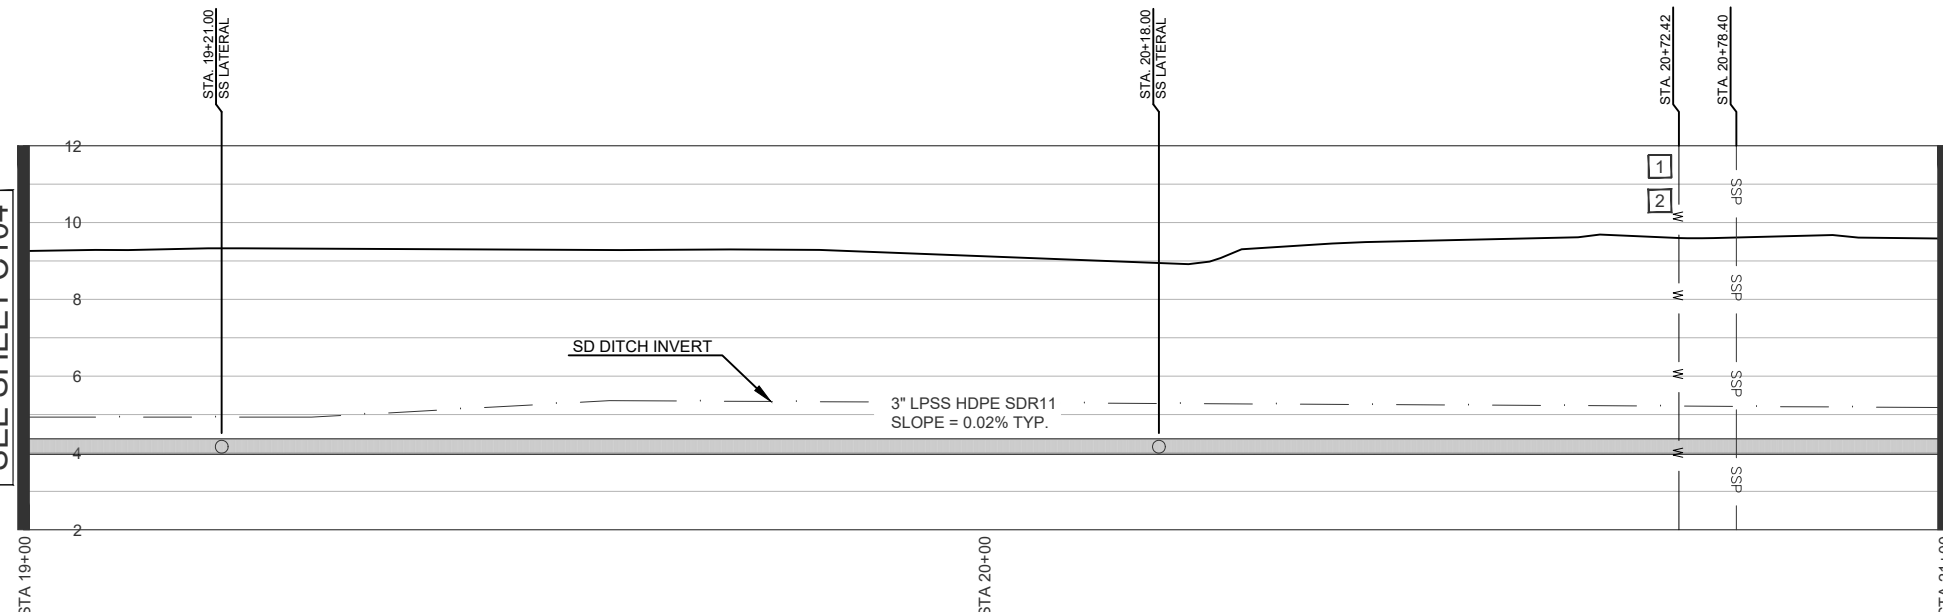 STA. 19+21.00
SS LATERAL
STA. 20+18.00
SS LATERAL
STA. 20+72.42
STA. 20+78.40
12
10
8
6
4
2
1
2
W
W
W
W
SSP
SSP
SSP
SSP
SD DITCH INVERT
3" LPSS HDPE SDR11
SLOPE = 0.02% TYP.
STA 19+00
STA 20+00